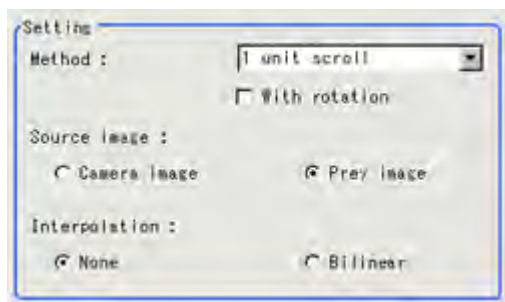 Setting
Method : 1 unit scroll
With rotation
Source image :
Camera image Prev image
Interpolation :
None Bilinear